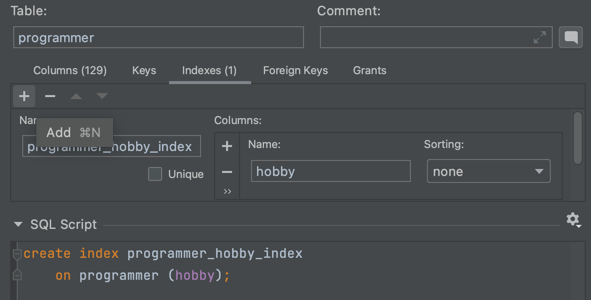 Table:
Comment:
programmer
Columns (129)
Keys
Indexes (1)
Foreign Keys
Grants
Add ⌘N
Columns:
programmer_hobby_index
Name:
Sorting:
hobby
none
Unique
SQL Script
create index programmer_hobby_index
on programmer (hobby);